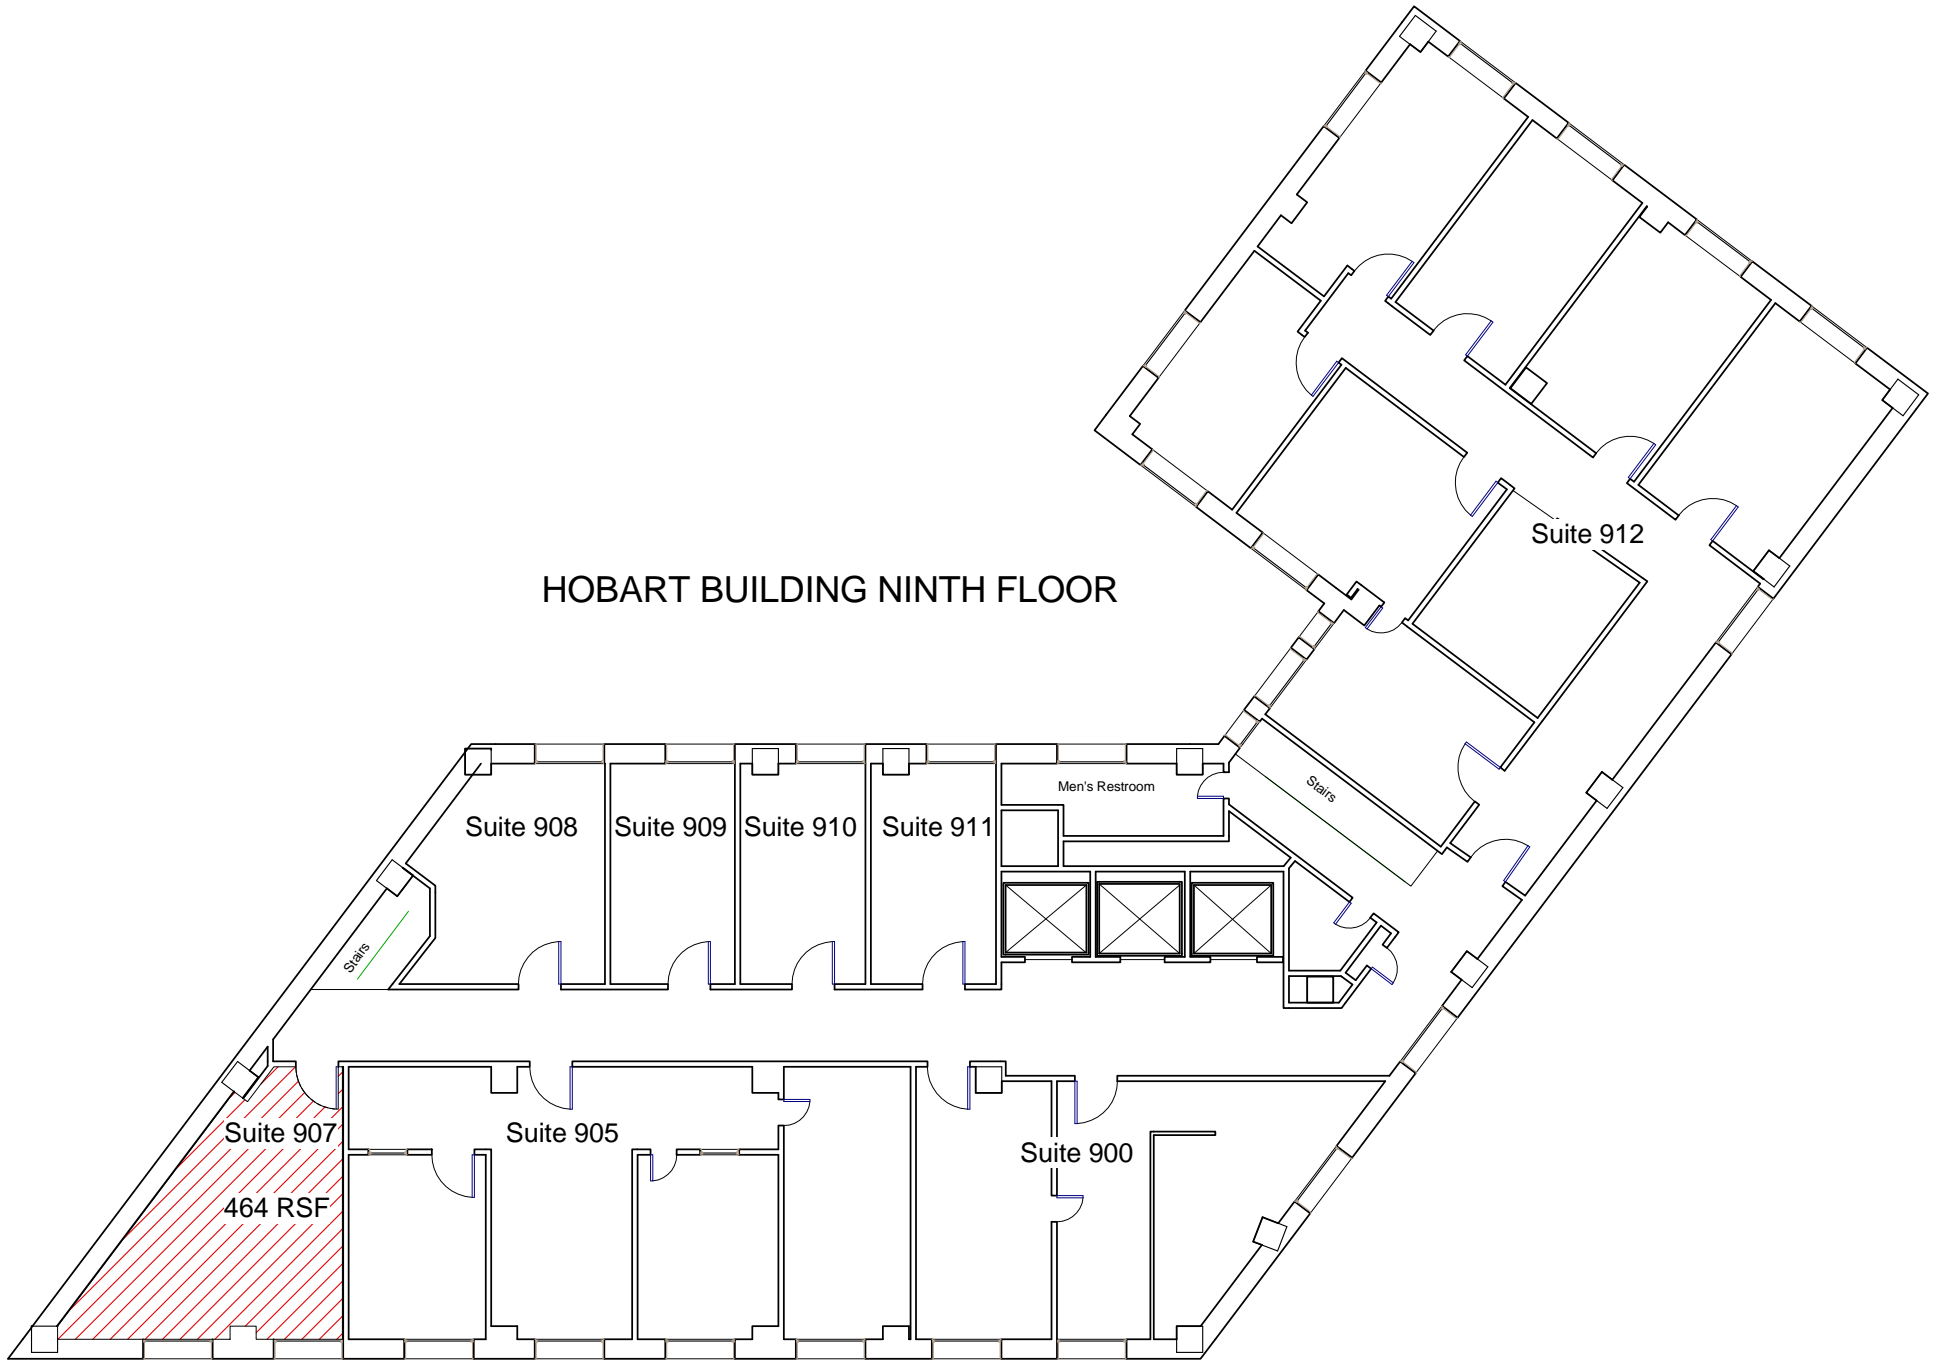 Suite 912
HOBART BUILDING NINTH FLOOR
Men's Restroom
Stairs
Suite 908
Suite 909
Suite 910
Suite 911
Stairs
Suite 907
Suite 905
Suite 900
464 RSF